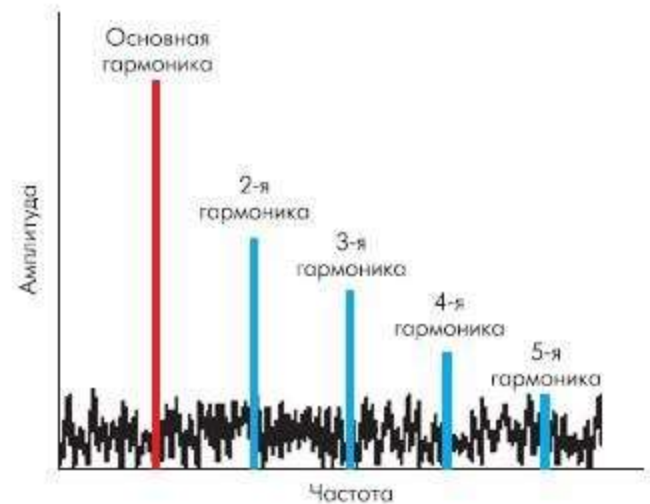 Основная
гармоника
2-я
гармоника
3-я
гармоника
4-я
гармоника
5-я
гармоника
Амплитуда
Частота